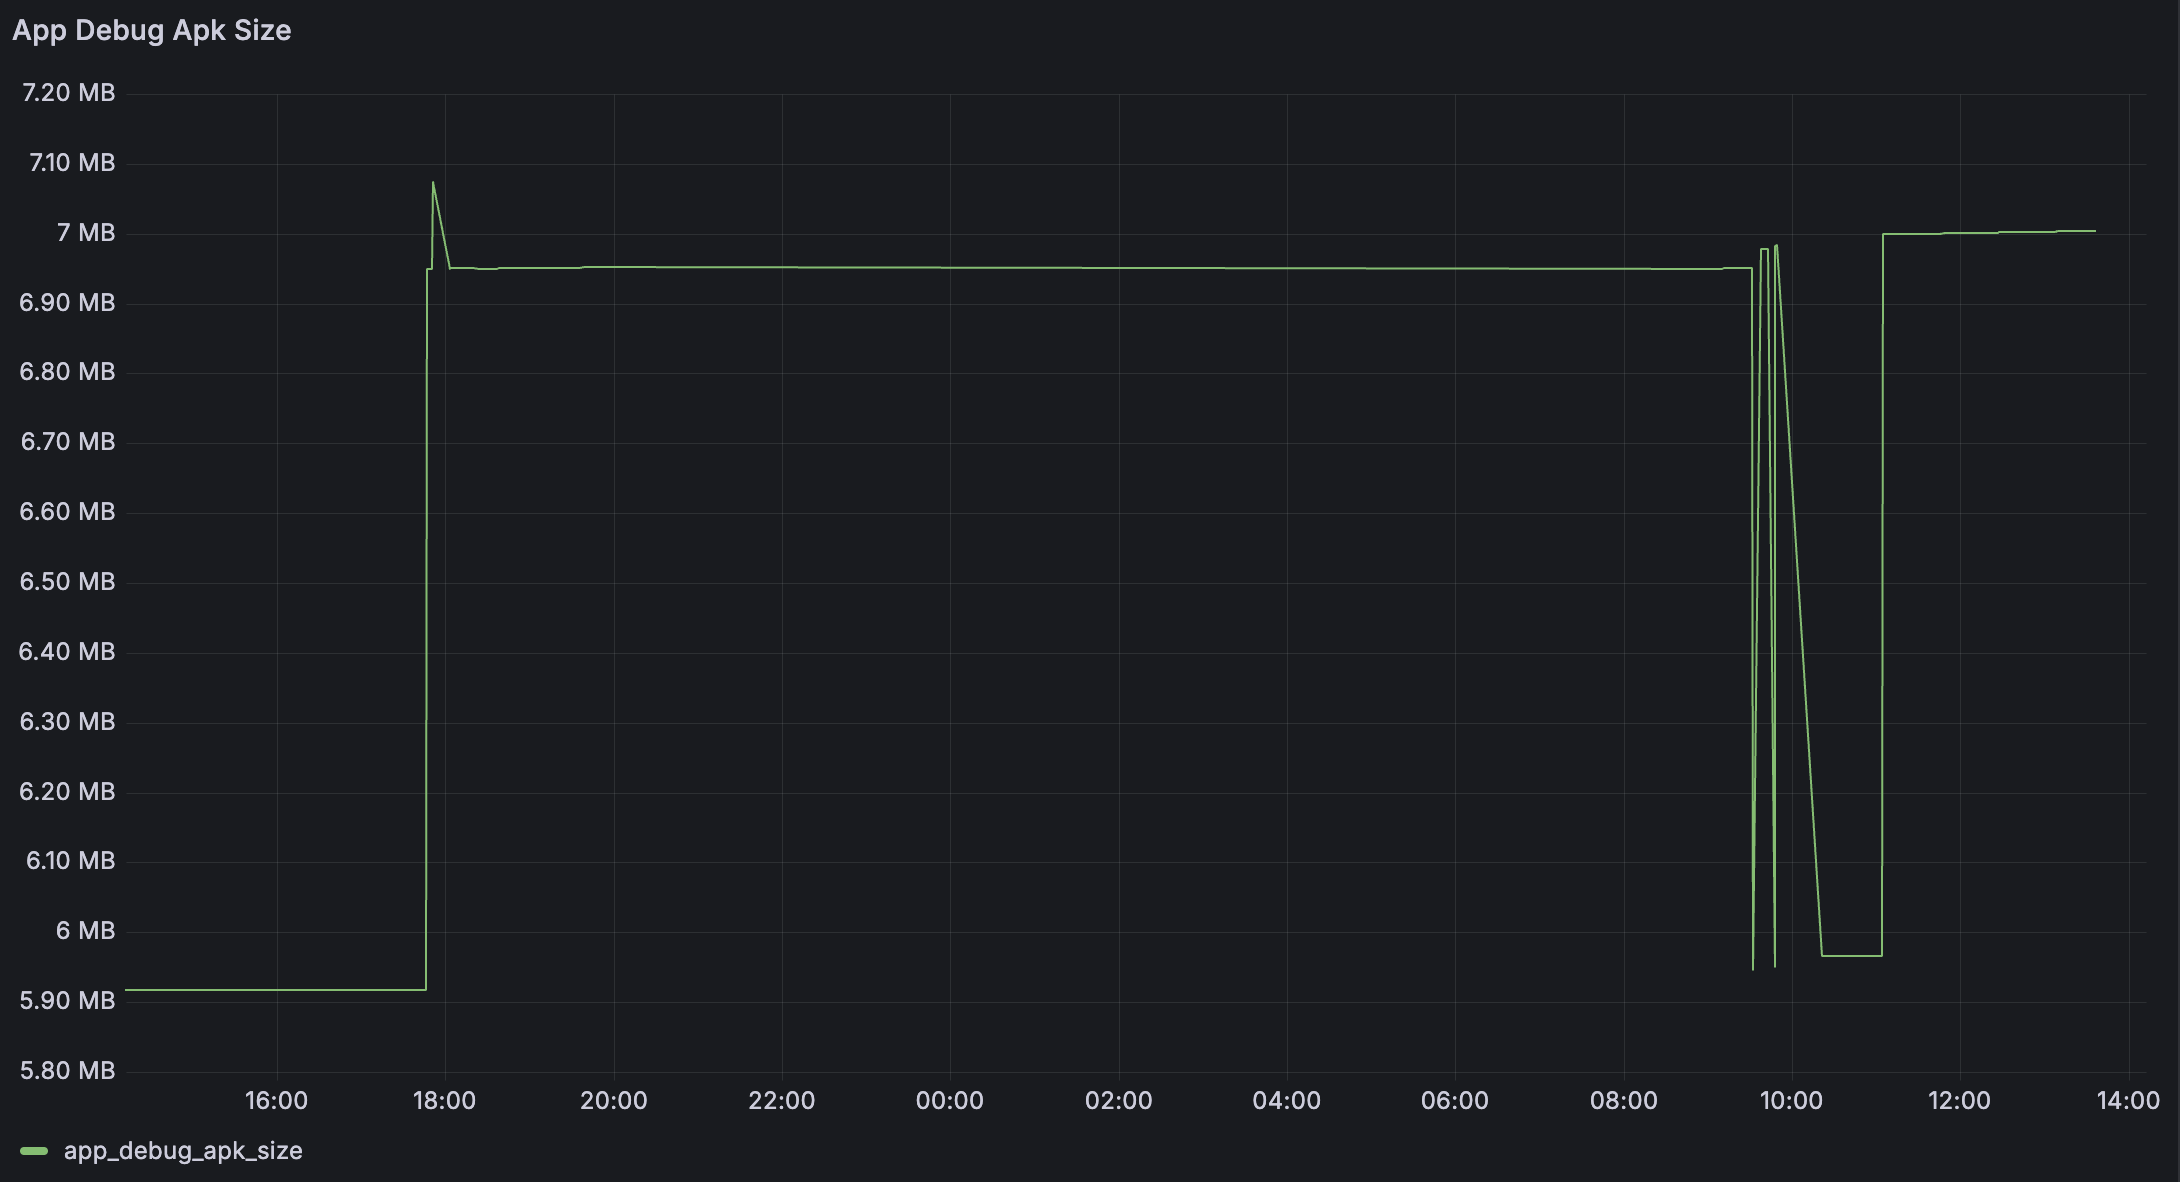 App Debug Apk Size
7.20 MB
7.10 MB
7 MB
6.90 MB
6.80 MB
6.70 MB
6.60 MB
6.50 MB
6.40 MB
6.30 MB
6.20 MB
6.10 MB
6 MB
5.90 MB
5.80 MB
16:00 18:00 20:00 22:00 00:00 02:00 04:00 06:00 08:00 10:00 12:00 14:00
app_debug_apk_size